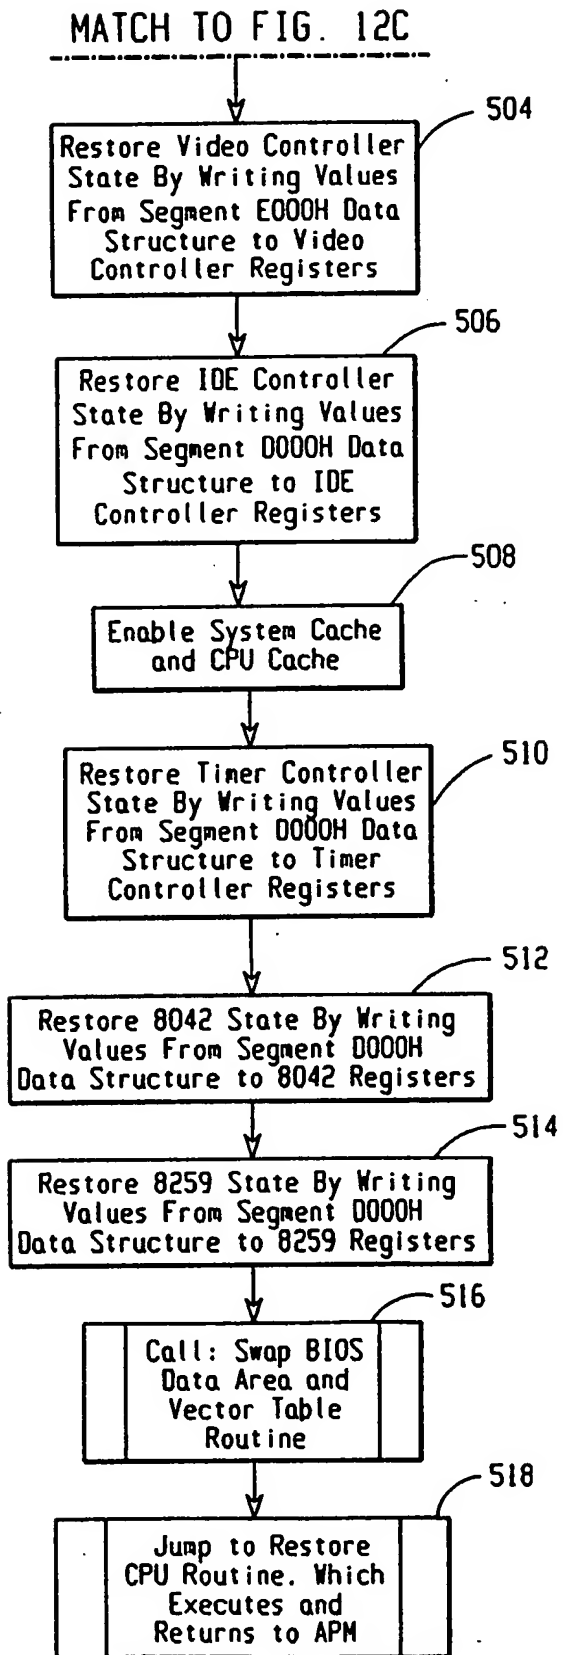 MATCH TO FIG. 12C
504
Restore Video Controller
State By Writing Values
From Segment E000H Data
Structure to Video
Controller Registers
506
Restore IDE Controller
State By Writing Values
From Segment D000H Data
Structure to IDE
Controller Registers
508
Enable System Cache
and CPU Cache
510
Restore Timer Controller
State By Writing Values
From Segment D000H Data
Structure to Timer
Controller Registers
512
Restore 8042 State By Writing
Values From Segment D000H
Data Structure to 8042 Registers
514
Restore 8259 State By Writing
Values From Segment D000H
Data Structure to 8259 Registers
516
Call: Swap BIOS
Data Area and
Vector Table
Routine
518
Jump to Restore
CPU Routine. Which
Executes and
Returns to APM